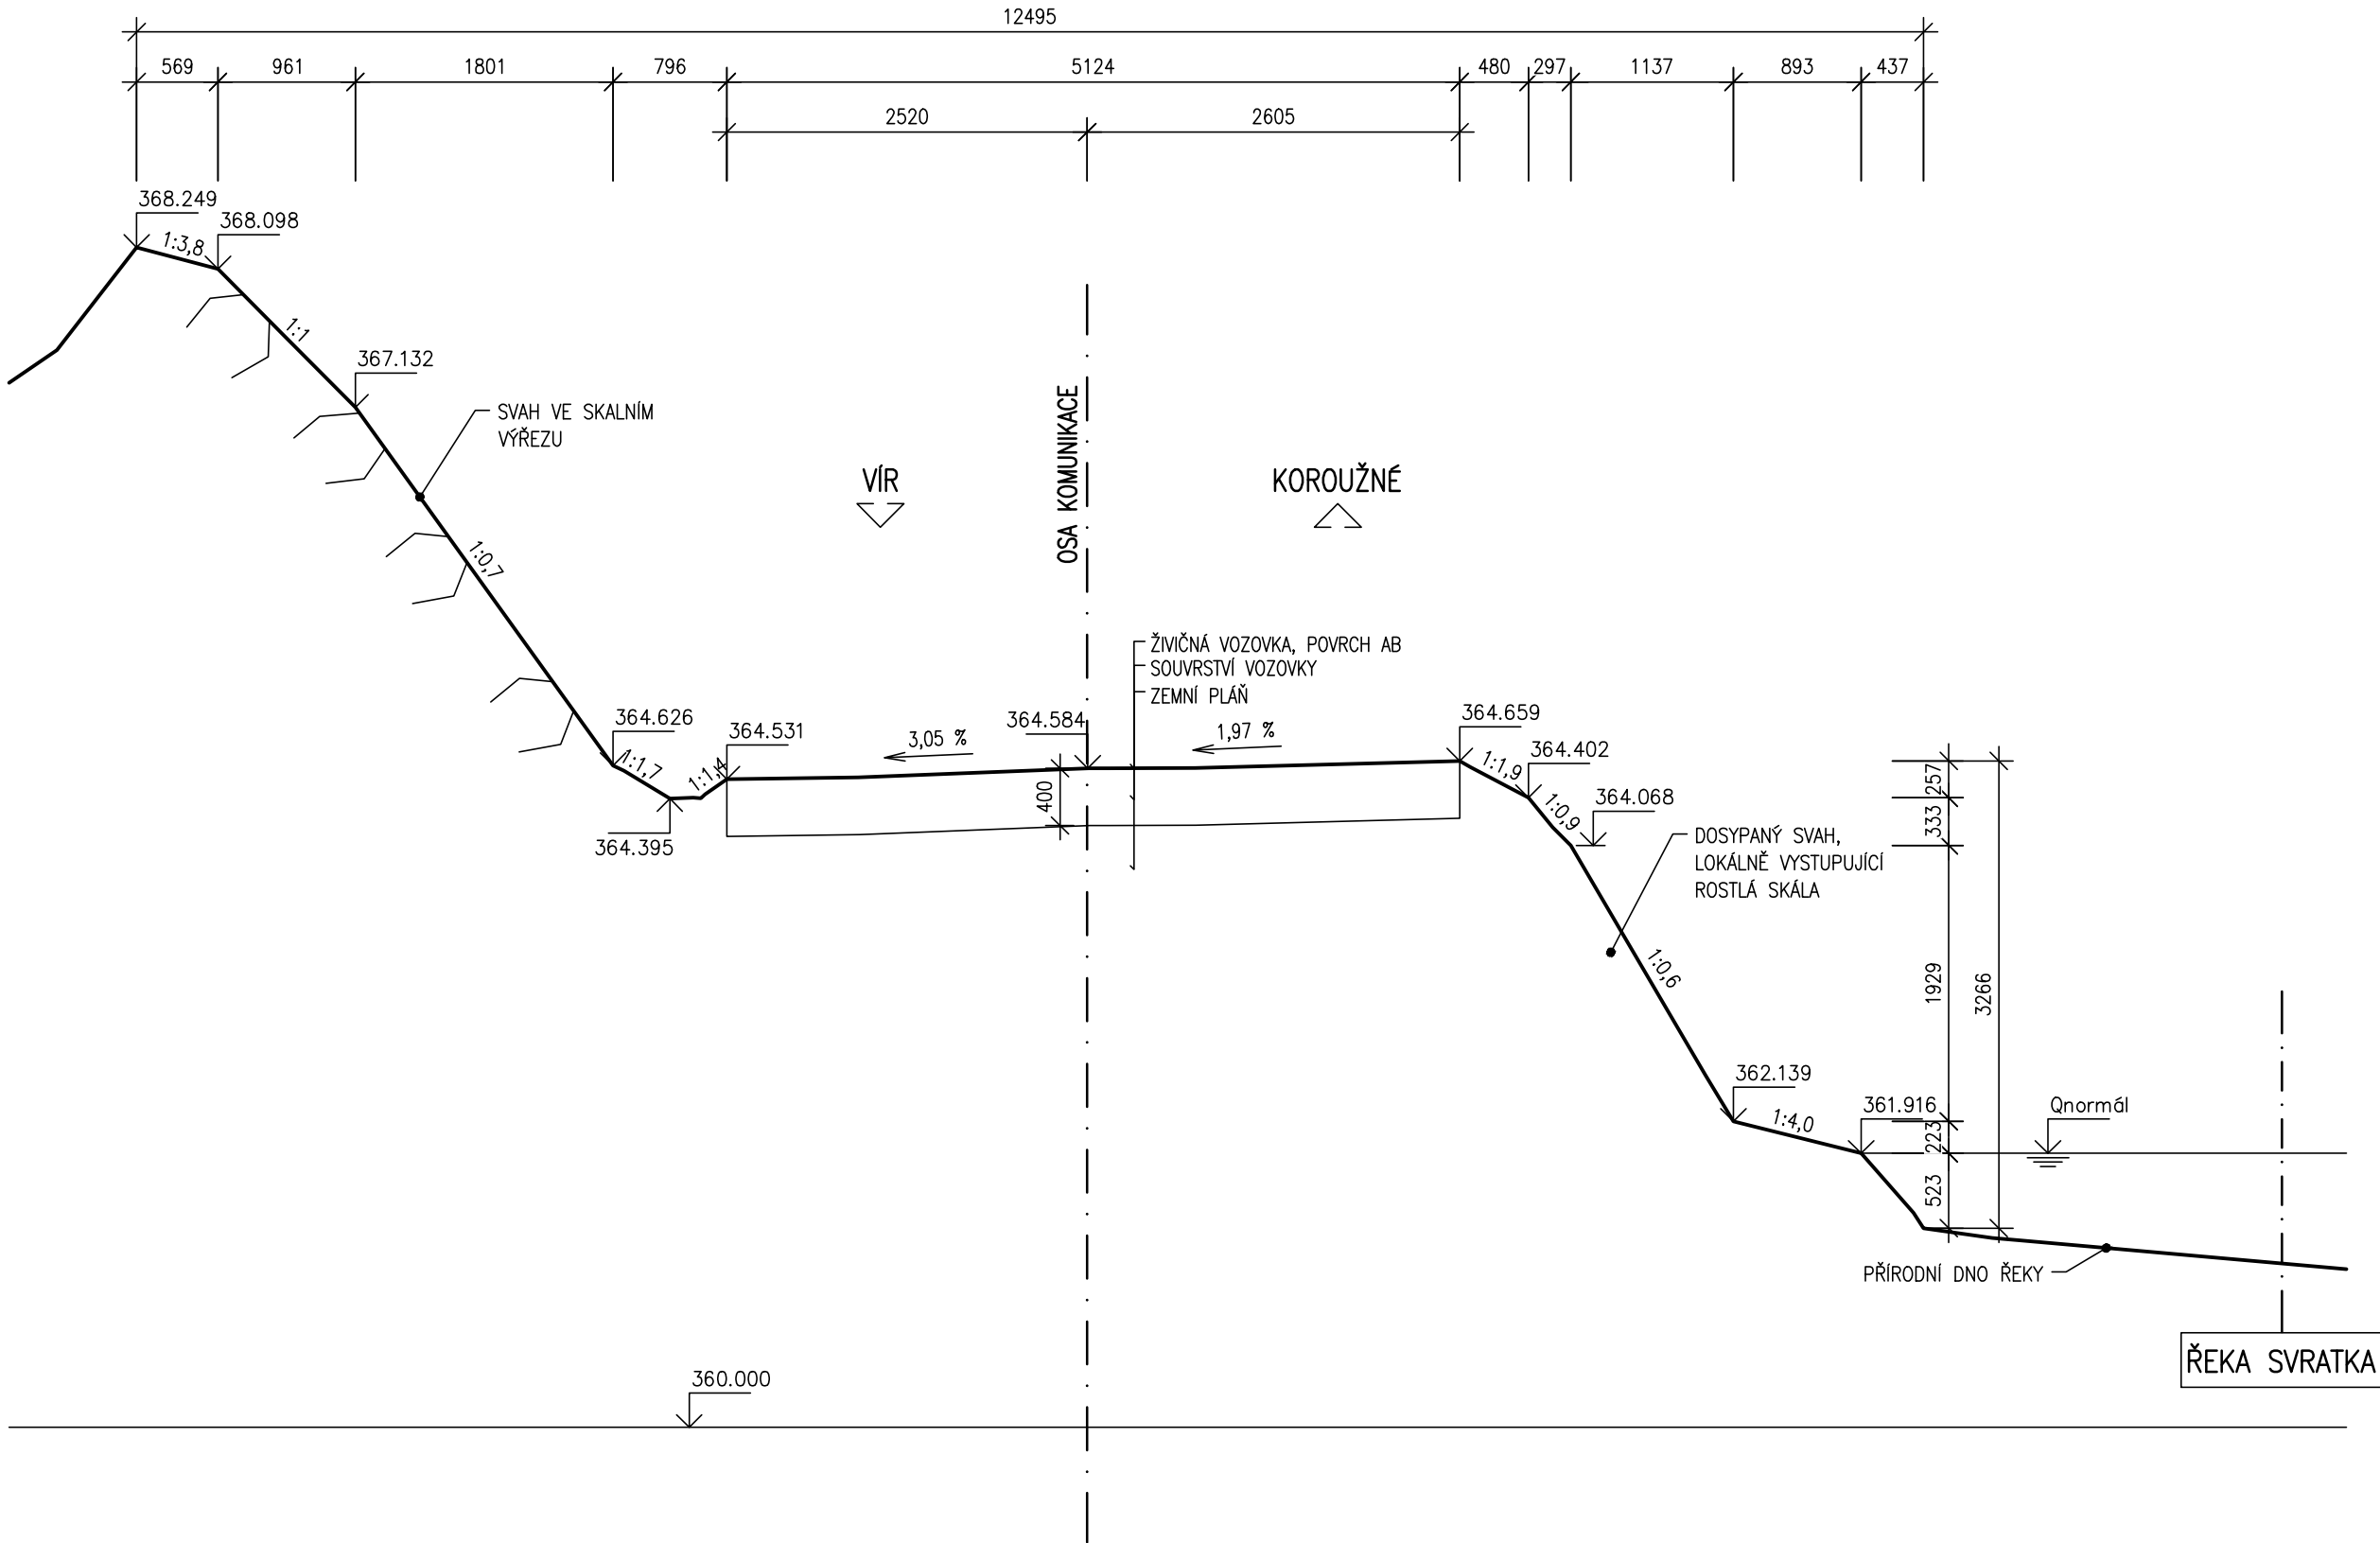 12495
569 961 1801 796 5124 480 297 1137 893 437
2520 2605
368.249
368.098
1:3,8
1:1
367.132
SVAH VE SKALNÍM
VÝŘEZU
VÍR
OSA KOMUNIKACE
KOROUŽNÉ
1:0,7
ŽIVIČNÁ VOZOVKA, POVRCH AB
SOUVRSTVÍ VOZOVKY
ZEMNÍ PLÁŇ
364.626
364.531
364.584
364.659
364.402
3,05 %
1,97 %
1:1,7
1:1,4
1:1,9
257
400
1:0,9
364.068
333
364.395
DOSYPANÝ SVAH,
LOKÁLNĚ VYSTUPUJÍCÍ
ROSTLÁ SKÁLA
1:0,6
1929
3266
362.139
361.916
Qnormál
1:4,0
223
523
PŘÍRODNÍ DNO ŘEKY
ŘEKA SVRATKA
360.000